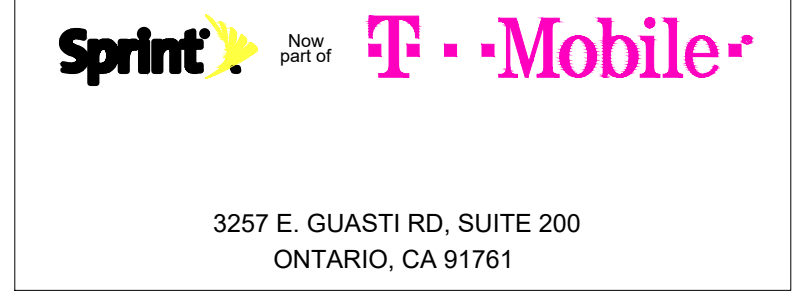 Sprint
Now
part of
T · · Mobile ·
3257 E. GUASTI RD, SUITE 200
ONTARIO, CA 91761